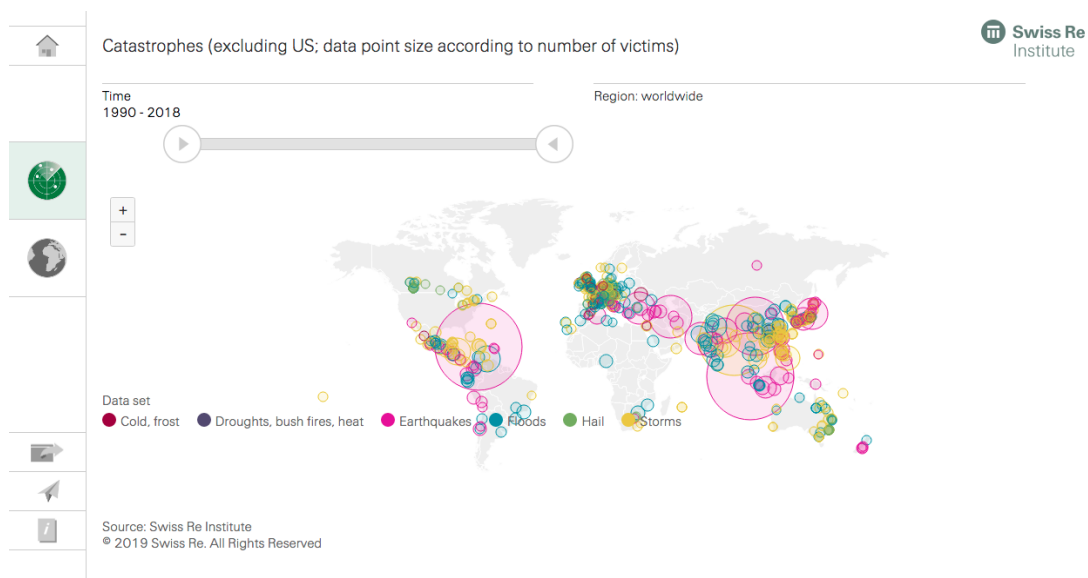 Swiss Re
Institute
Catastrophes (excluding US; data point size according to number of victims)
Time
1990 - 2018
Region: worldwide
+
-
Data set
Cold, frost
Droughts, bush fires, heat
Earthquakes
Floods
Hail
Storms
i
Source: Swiss Re Institute
© 2019 Swiss Re. All Rights Reserved